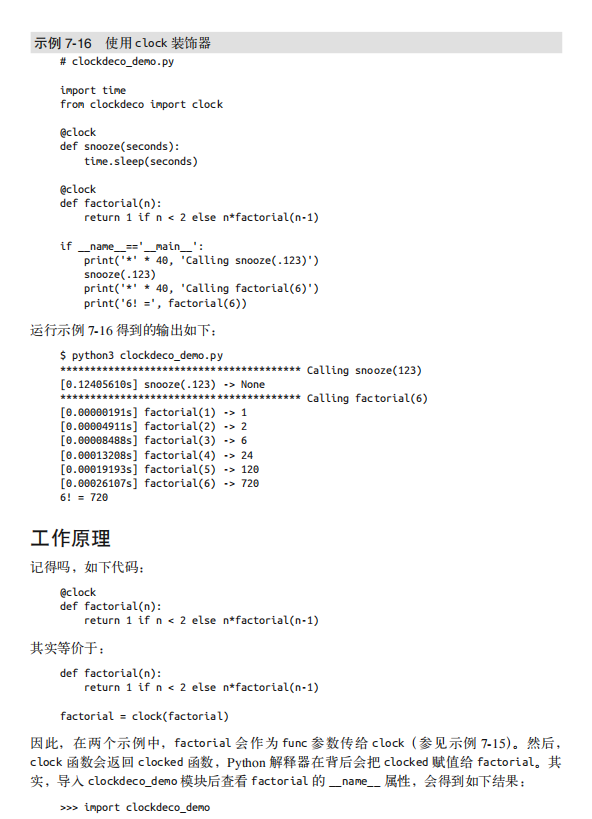 示例 7-16 使用 clock 装饰器
# clockdeco_demo.py
import time
from clockdeco import clock
@clock
def snooze(seconds):
    time.sleep(seconds)
@clock
def factorial(n):
    return 1 if n < 2 else n*factorial(n-1)
if __name__=='__main__':
    print('*' * 40, 'Calling snooze(.123)')
    snooze(.123)
    print('*' * 40, 'Calling factorial(6)')
    print('6! =', factorial(6))
运行示例 7-16 得到的输出如下：
$ python3 clockdeco_demo.py
**************************************** Calling snooze(123)
[0.12405610s] snooze(.123) -> None
**************************************** Calling factorial(6)
[0.00000191s] factorial(1) -> 1
[0.00004911s] factorial(2) -> 2
[0.00008488s] factorial(3) -> 6
[0.00013208s] factorial(4) -> 24
[0.00019193s] factorial(5) -> 120
[0.00026107s] factorial(6) -> 720
6! = 720
工作原理
记得吗，如下代码：
@clock
def factorial(n):
    return 1 if n < 2 else n*factorial(n-1)
其实等价于：
def factorial(n):
    return 1 if n < 2 else n*factorial(n-1)
factorial = clock(factorial)
因此，在两个示例中，factorial 会作为 func 参数传给 clock（参见示例 7-15）。然后，
clock 函数会返回 clocked 函数，Python 解释器在背后会把 clocked 赋值给 factorial。其
实，导入 clockdeco_demo 模块后查看 factorial 的 __name__ 属性，会得到如下结果：
>>> import clockdeco_demo